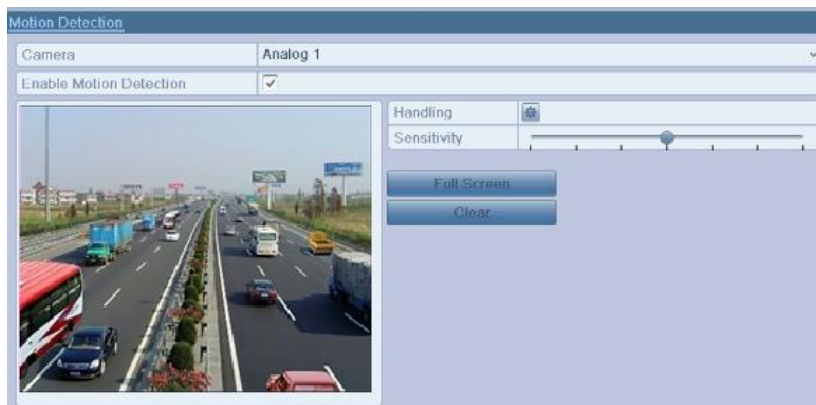 Motion Detection
Camera
Analog 1
Enable Motion Detection
Handling
Sensitivity
Full Screen
Clear